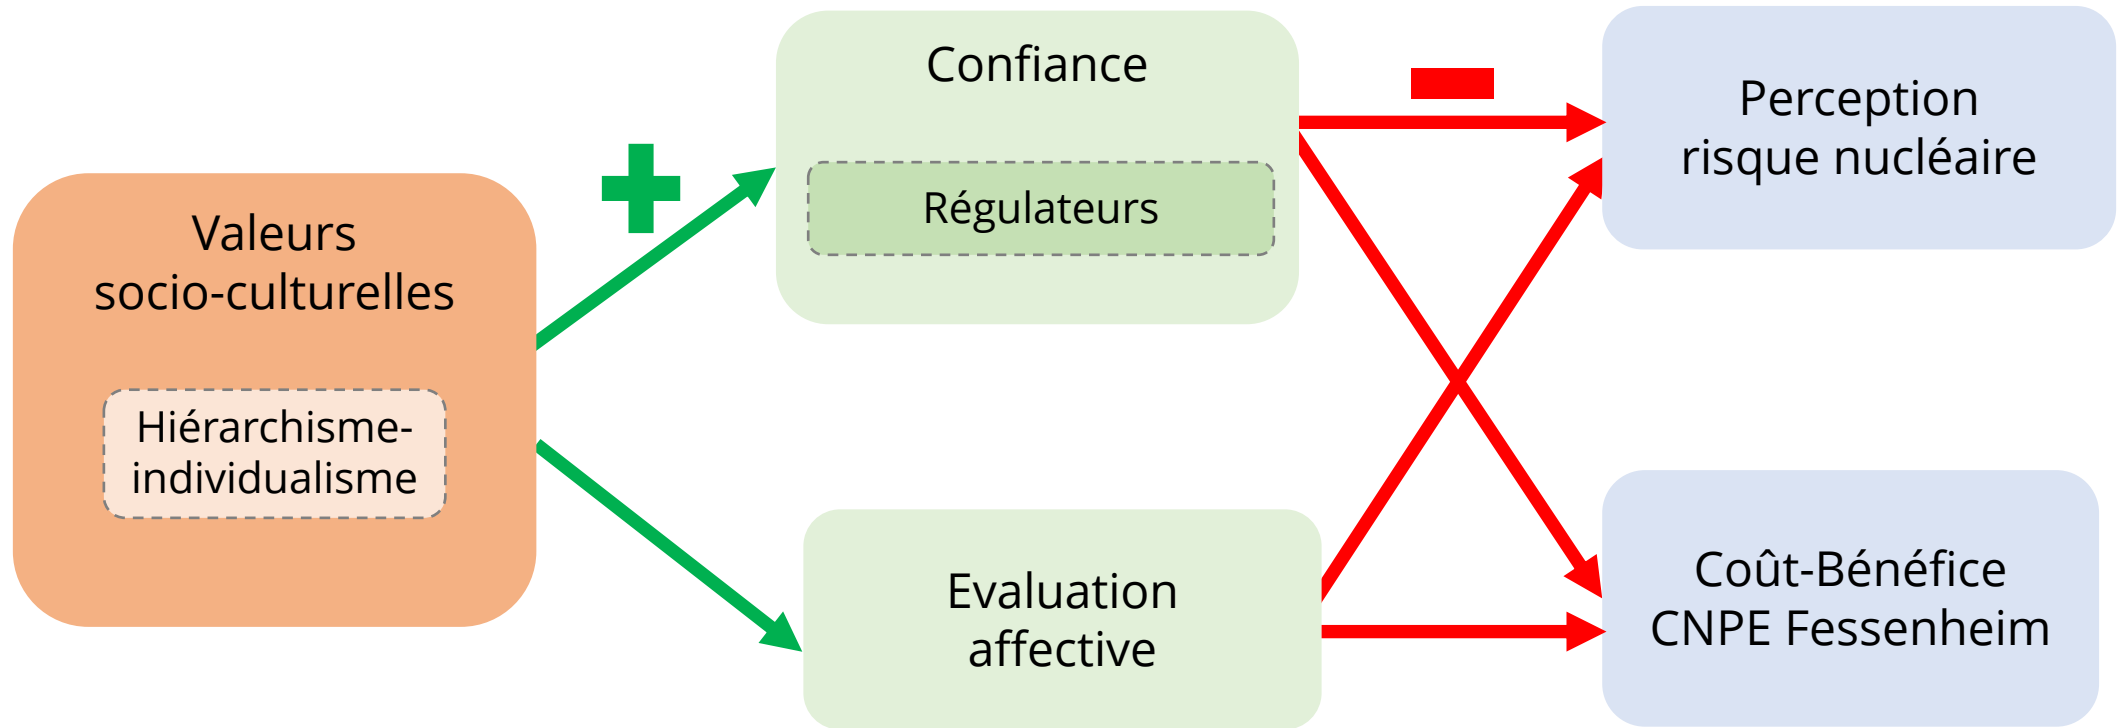 Valeurs
socio-culturelles
Hiérarchisme-
individualisme
Confiance
Régulateurs
Evaluation
affective
Perception
risque nucléaire
Coût-Bénéfice
CNPE Fessenheim